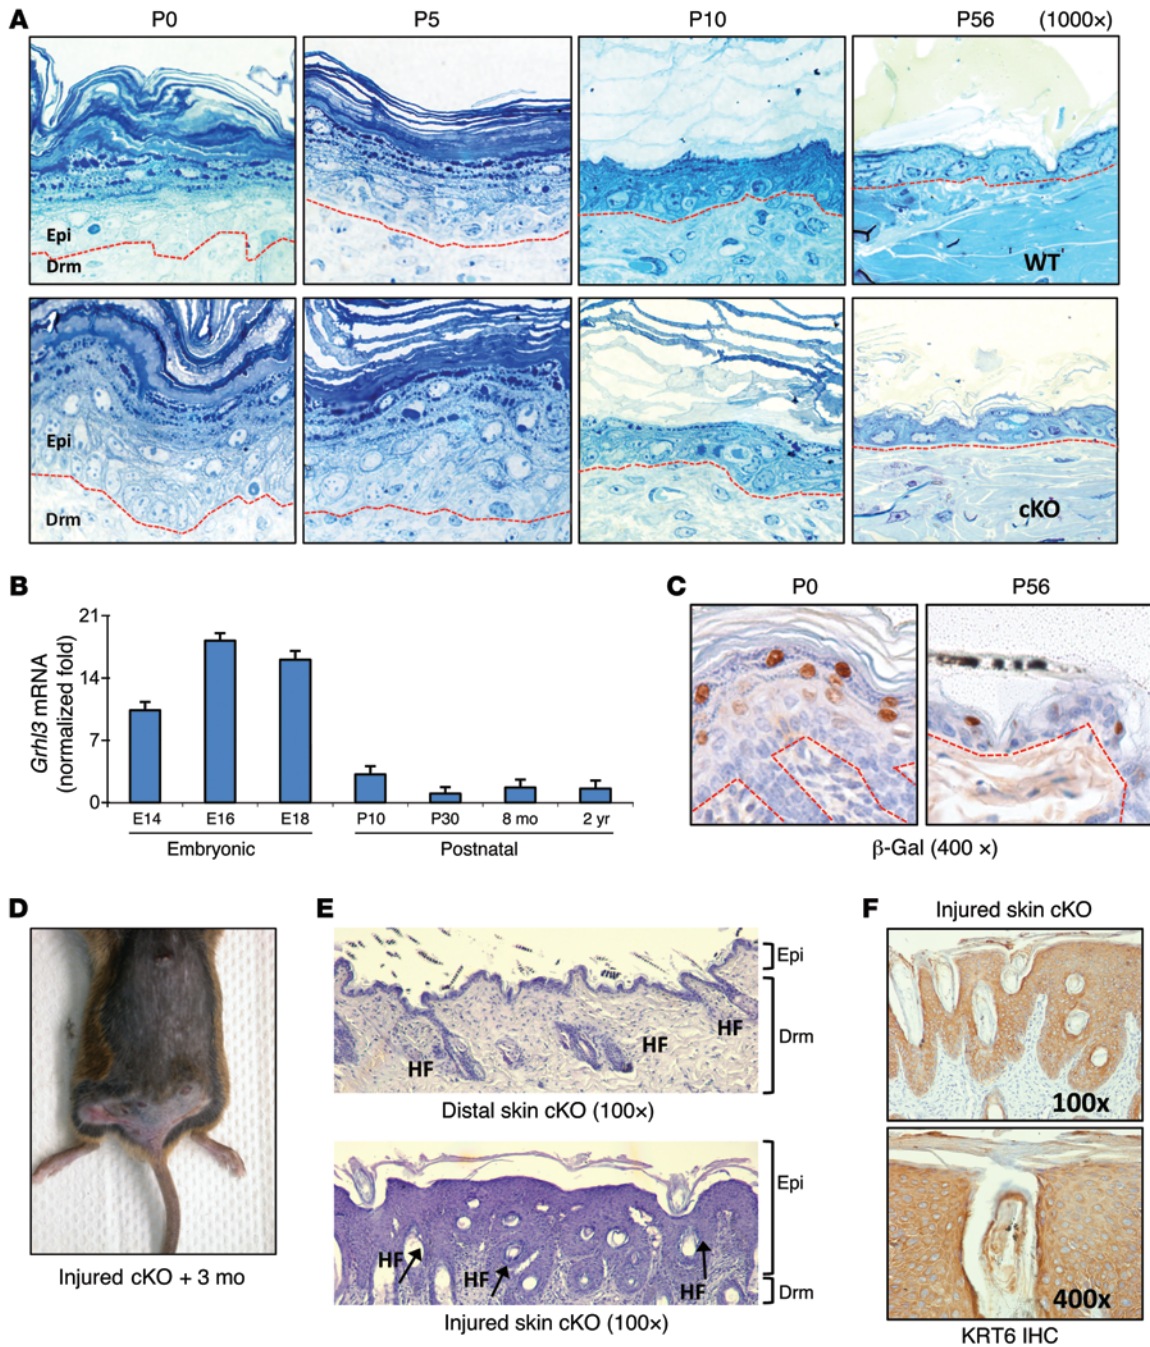 A
P0 P5 P10 P56 (1000×)
Epi
Drm
WT
Epi
Drm
cKO
B
Grhl3 mRNA
(normalized fold)
21
14
7
0
E14 E16 E18 P10 P30 8 mo 2 yr
Embryonic Postnatal
C
P0 P56
β-Gal (400 ×)
D
Injured cKO + 3 mo
E
Epi
Drm
HF HF HF
Distal skin cKO (100×)
Epi
HF HF HF
Drm
Injured skin cKO (100×)
F
Injured skin cKO
100x
400x
KRT6 IHC